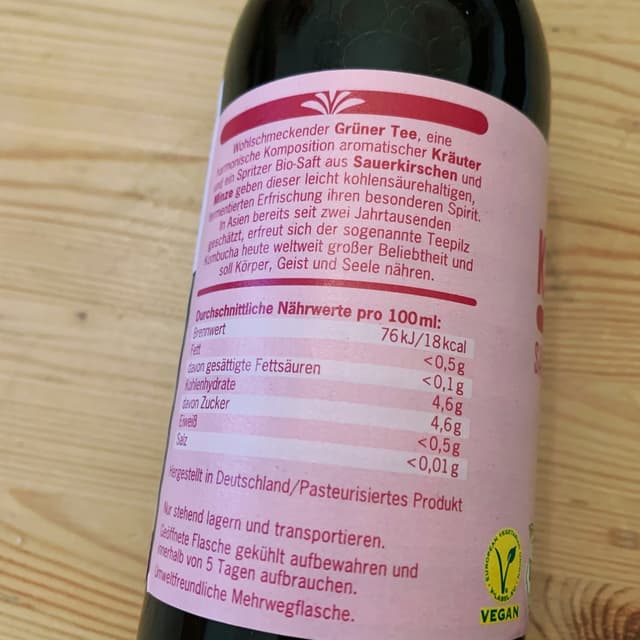 Wohlschmeckender Grüner Tee, eine
harmonische Komposition aromatischer Kräuter
und ein Spritzer Bio-Saft aus Sauerkirschen und
Minze geben dieser leicht kohlensäurehaltigen,
fermentierten Erfrischung ihren besonderen Spirit.
In Asien bereits seit zwei Jahrtausenden
geschätzt, erfreut sich der sogenannte Teepilz
Kombucha heute weltweit großer Beliebtheit und
soll Körper, Geist und Seele nähren.
Durchschnittliche Nährwerte pro 100ml:
Brennwert 76kJ/18kcal
Fett <0,5g
davon gesättigte Fettsäuren <0,1g
Kohlenhydrate 4,6g
davon Zucker 4,6g
Eiweiß <0,5g
Salz <0,01g
Hergestellt in Deutschland/Pasteurisiertes Produkt
Nur stehend lagern und transportieren.
Geöffnete Flasche gekühlt aufbewahren und
innerhalb von 5 Tagen aufbrauchen.
Umweltfreundliche Mehrwegflasche.
VEGAN